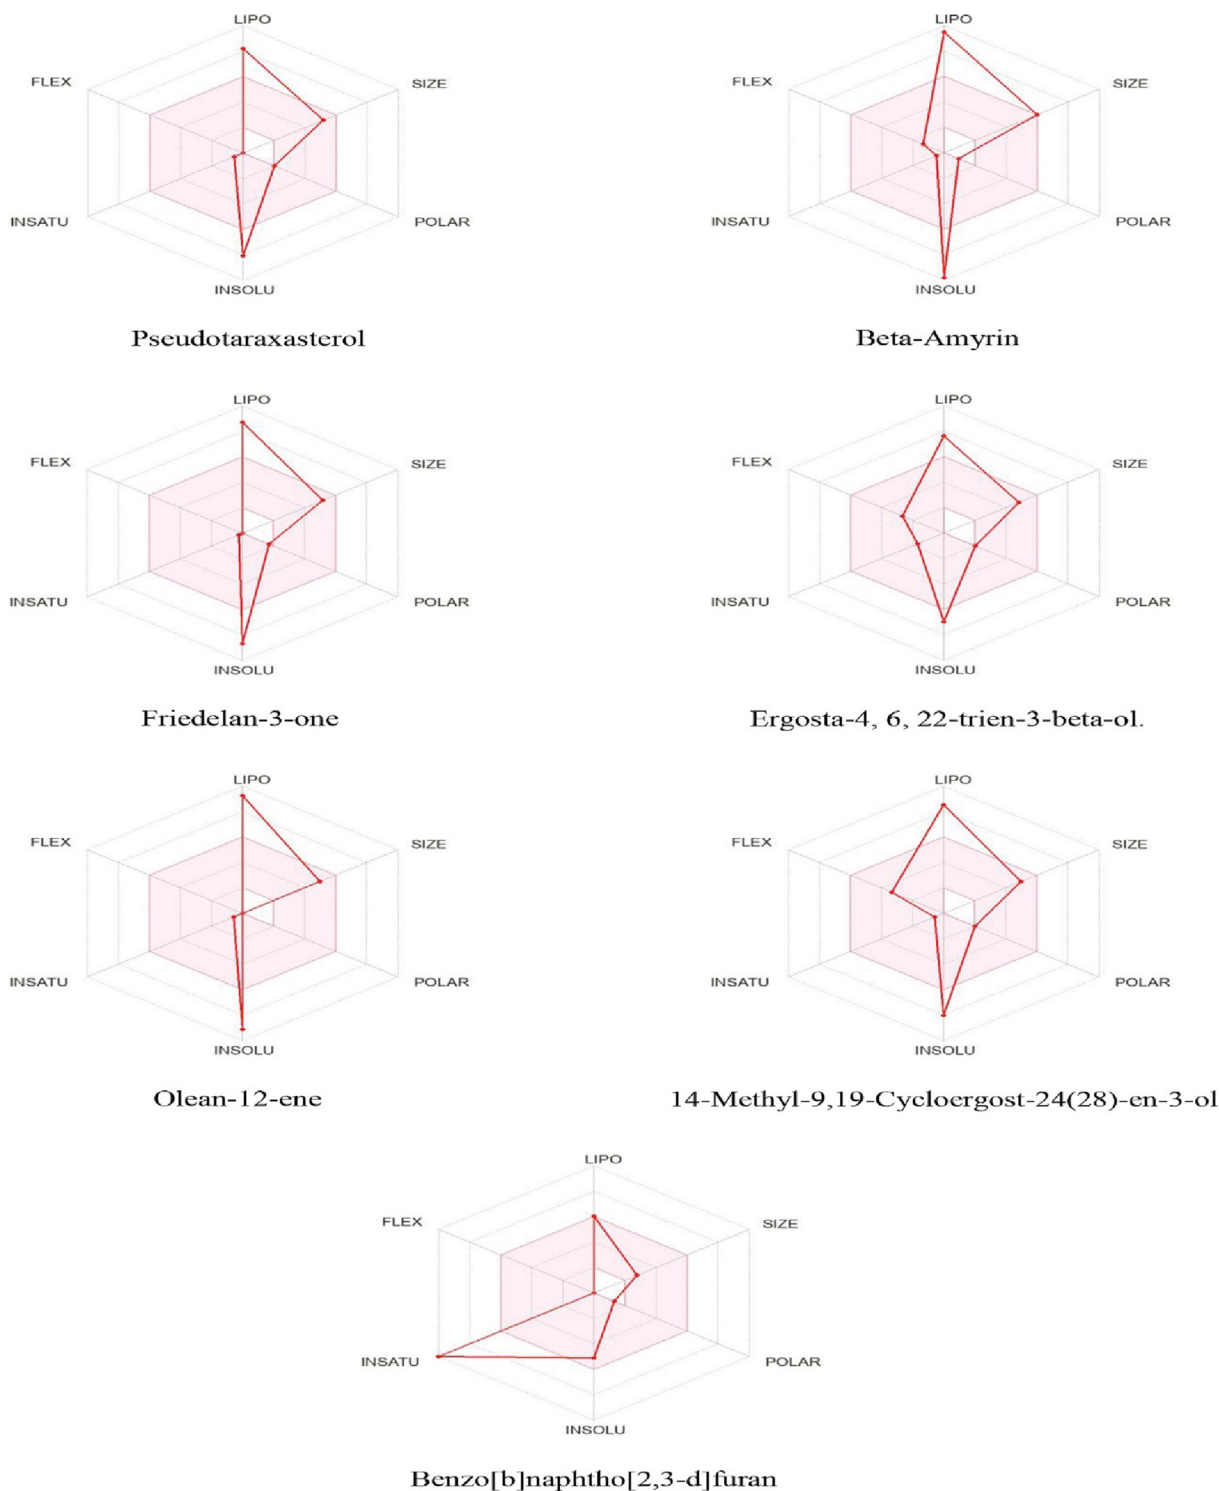 LIPO
FLEX
SIZE
INSATU
POLAR
INSOLU
Pseudotaraxasterol
LIPO
FLEX
SIZE
INSATU
POLAR
INSOLU
Beta-Amyrin
LIPO
FLEX
SIZE
INSATU
POLAR
INSOLU
Friedelan-3-one
LIPO
FLEX
SIZE
INSATU
POLAR
INSOLU
Ergosta-4, 6, 22-trien-3-beta-ol.
LIPO
FLEX
SIZE
INSATU
POLAR
INSOLU
Olean-12-ene
LIPO
FLEX
SIZE
INSATU
POLAR
INSOLU
14-Methyl-9,19-Cycloergost-24(28)-en-3-ol
LIPO
FLEX
SIZE
INSATU
POLAR
INSOLU
Benzo[b]naphtho[2,3-d]furan